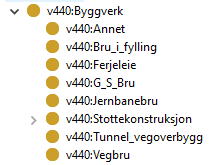 v440:Byggverk
v440:Annet
v440:Bru_i_fylling
v440:Ferjeleie
v440:G_S_Bru
v440:Jernbanebru
v440:Stottekonstruksjon
v440:Tunnel_vegoverbygg
v440:Vegbru